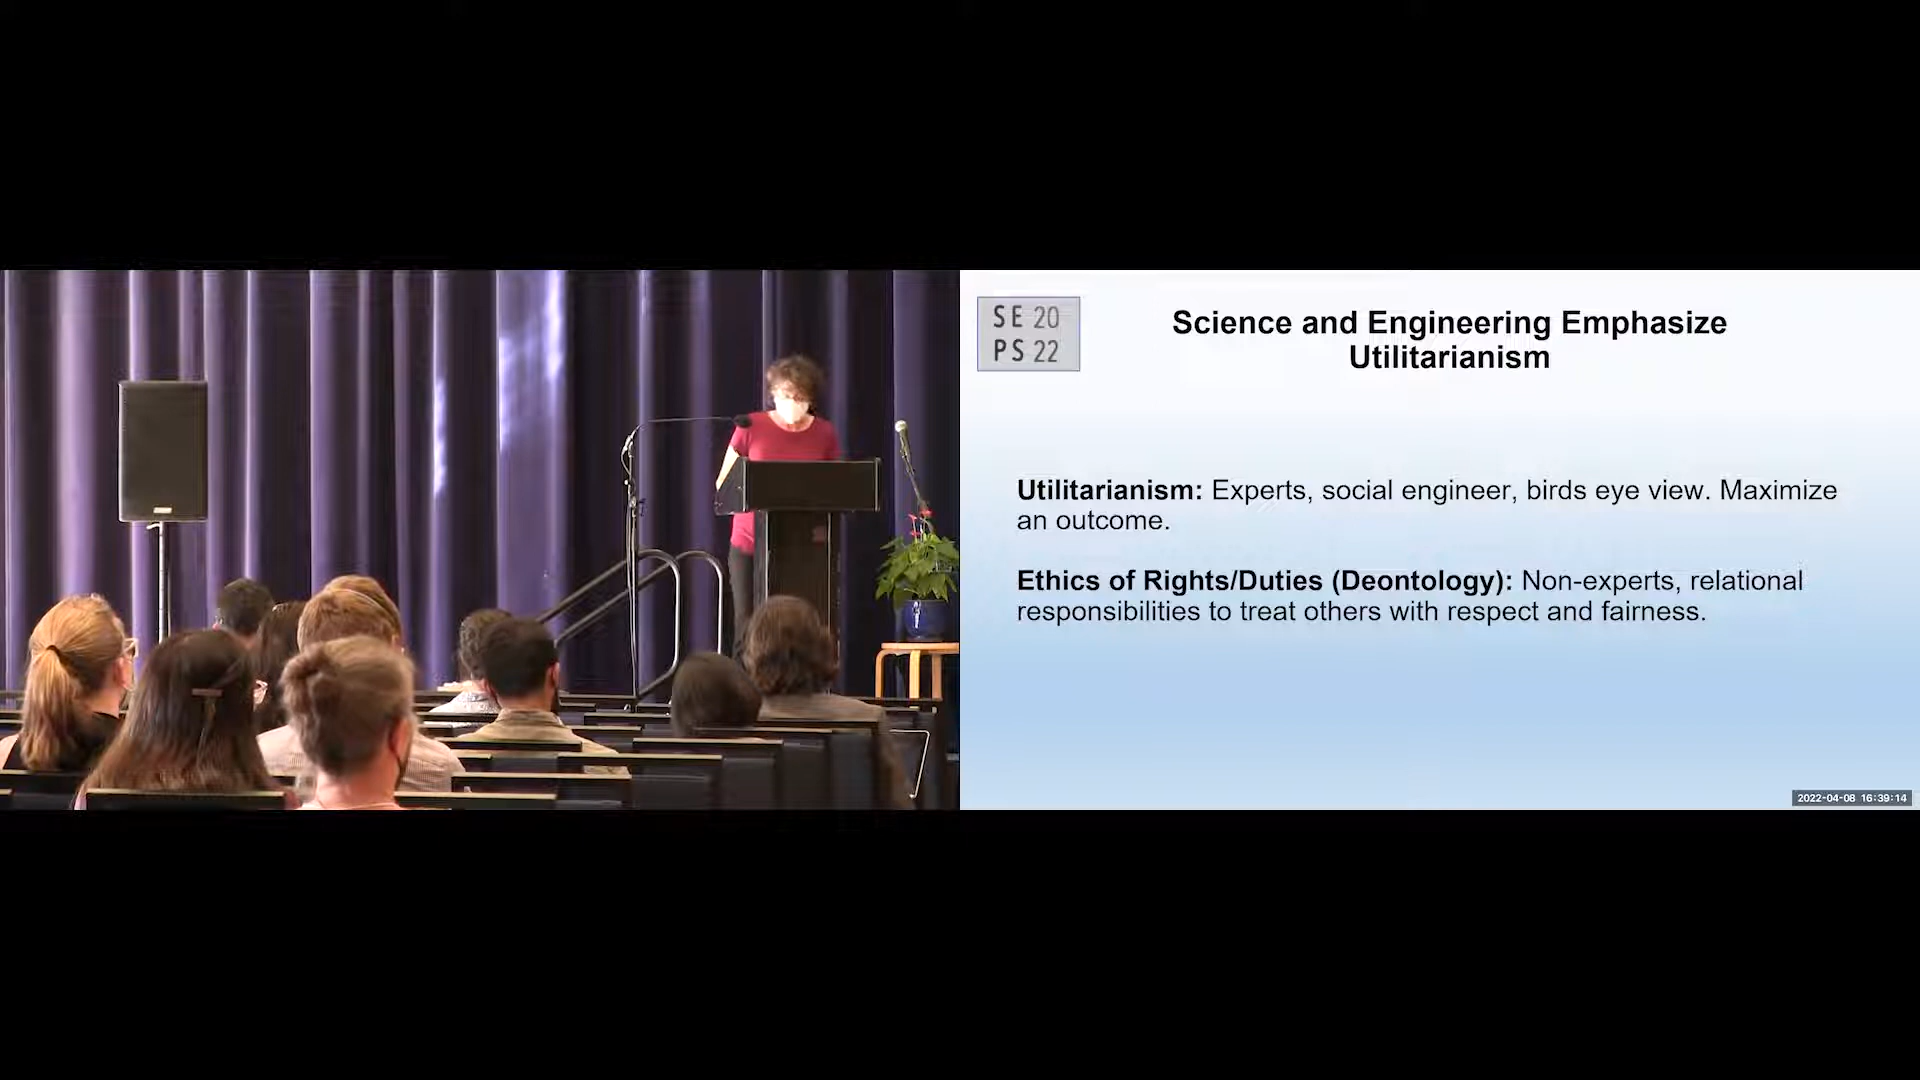 SE 20
PS 22
Science and Engineering Emphasize
Utilitarianism
Utilitarianism: Experts, social engineer, birds eye view. Maximize
an outcome.
Ethics of Rights/Duties (Deontology): Non-experts, relational
responsibilities to treat others with respect and fairness.
2022-04-08 16:39:14